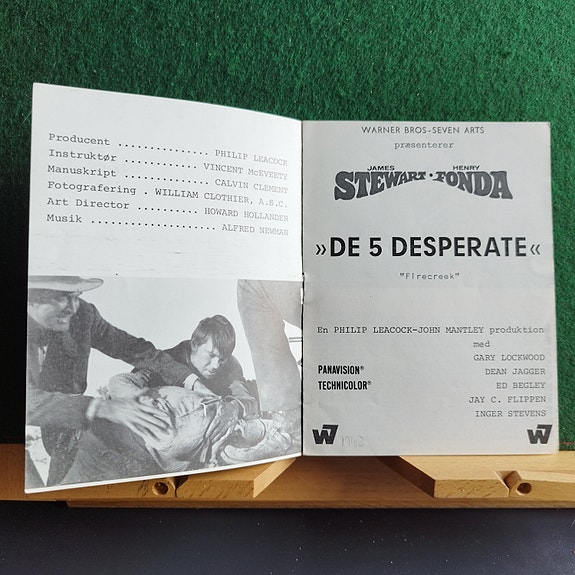 Producent ............... PHILIP LEACOCK
Instruktør ............ VINCENT McEVEETY
Manuskript .............. CALVIN CLEMENT
Fotografering . WILLIAM CLOTHIER, A.S.C.
Art Director .......... HOWARD HOLLANDER
Musik .................... ALFRED NEWMAN
WARNER BROS-SEVEN ARTS
præsenterer
JAMES HENRY
STEWART · FONDA
»DE 5 DESPERATE«
"Firecreek"
En PHILIP LEACOCK-JOHN MANTLEY produktion
med
GARY LOCKWOOD
PANAVISION® DEAN JAGGER
TECHNICOLOR® ED BEGLEY
JAY C. FLIPPEN
INGER STEVENS
W7 W7